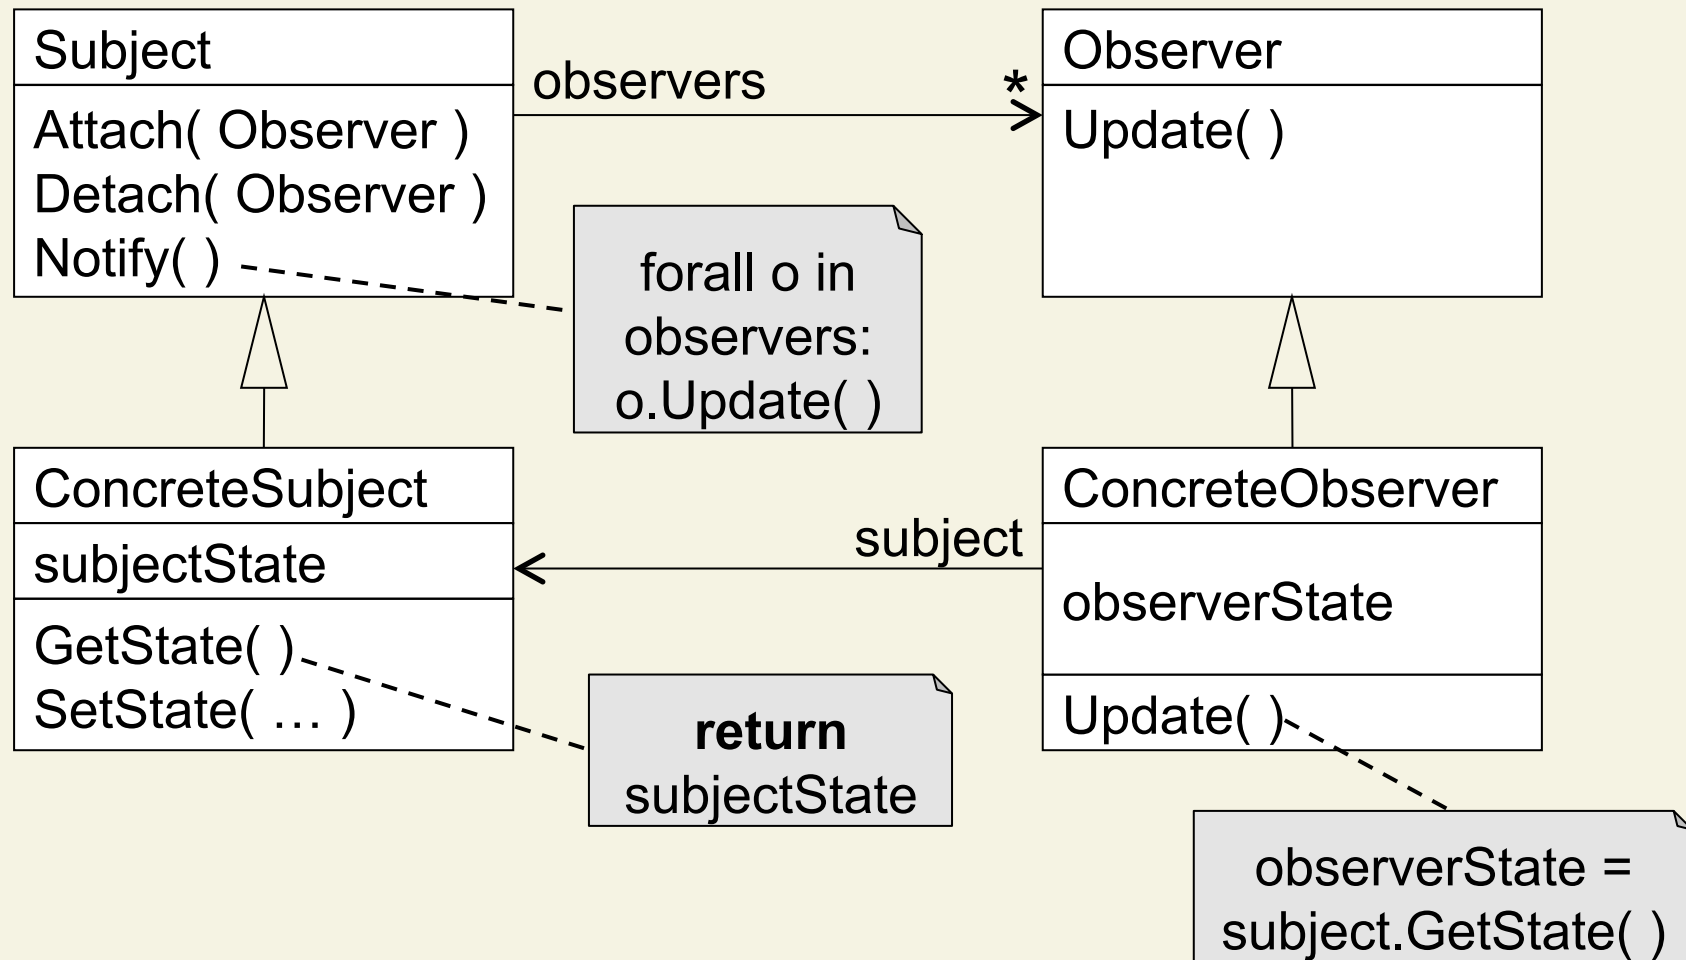 Subject
Attach( Observer )
Detach( Observer )
Notify( )
observers
*
Observer
Update( )
forall o in
observers:
o.Update( )
ConcreteSubject
subjectState
GetState( )
SetState( … )
subject
ConcreteObserver
observerState
Update( )
return
subjectState
observerState =
subject.GetState( )